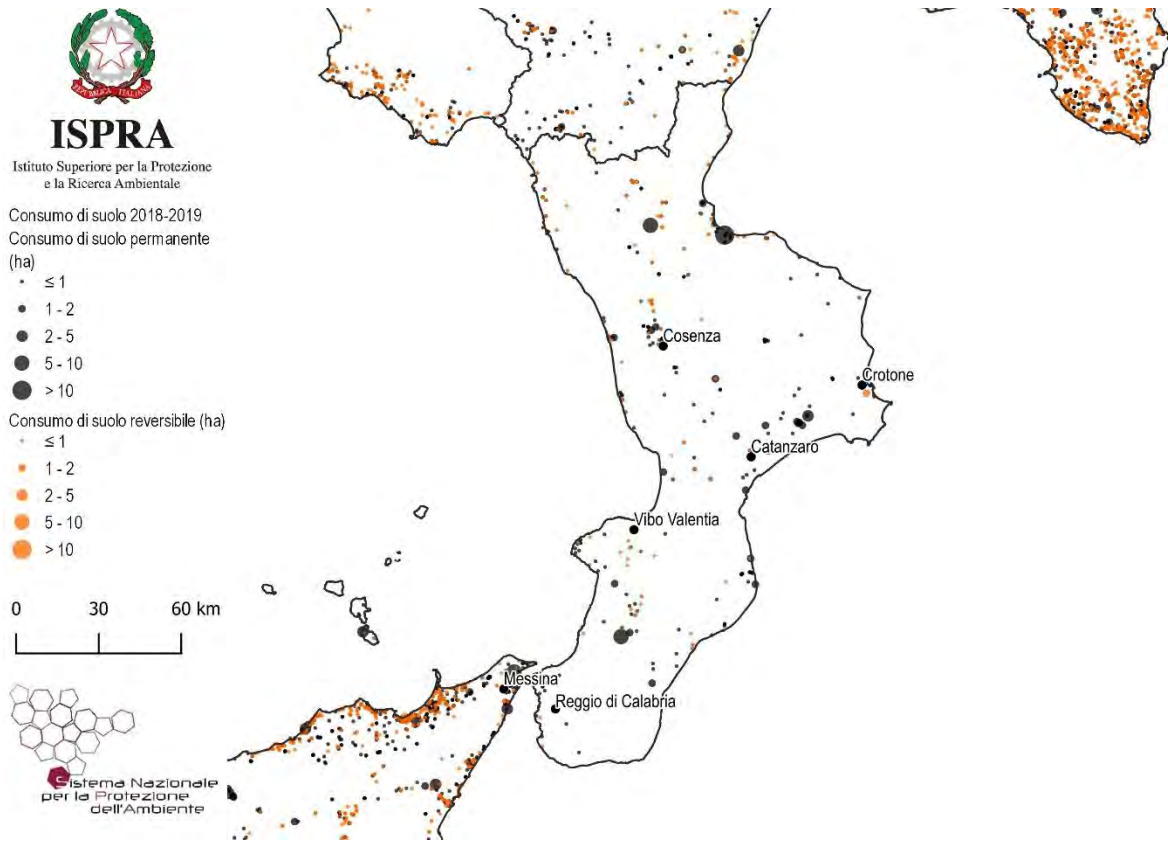 REPVBBLICA ITALIANA
ISPRA
Istituto Superiore per la Protezione
e la Ricerca Ambientale
Consumo di suolo 2018-2019
Consumo di suolo permanente
(ha)
≤ 1
1 - 2
2 - 5
5 - 10
> 10
Consumo di suolo reversibile (ha)
≤ 1
1 - 2
2 - 5
5 - 10
> 10
0 30 60 km
Sistema Nazionale
per la Protezione
dell'Ambiente
Cosenza
Crotone
Catanzaro
Vibo Valentia
Messina
Reggio di Calabria